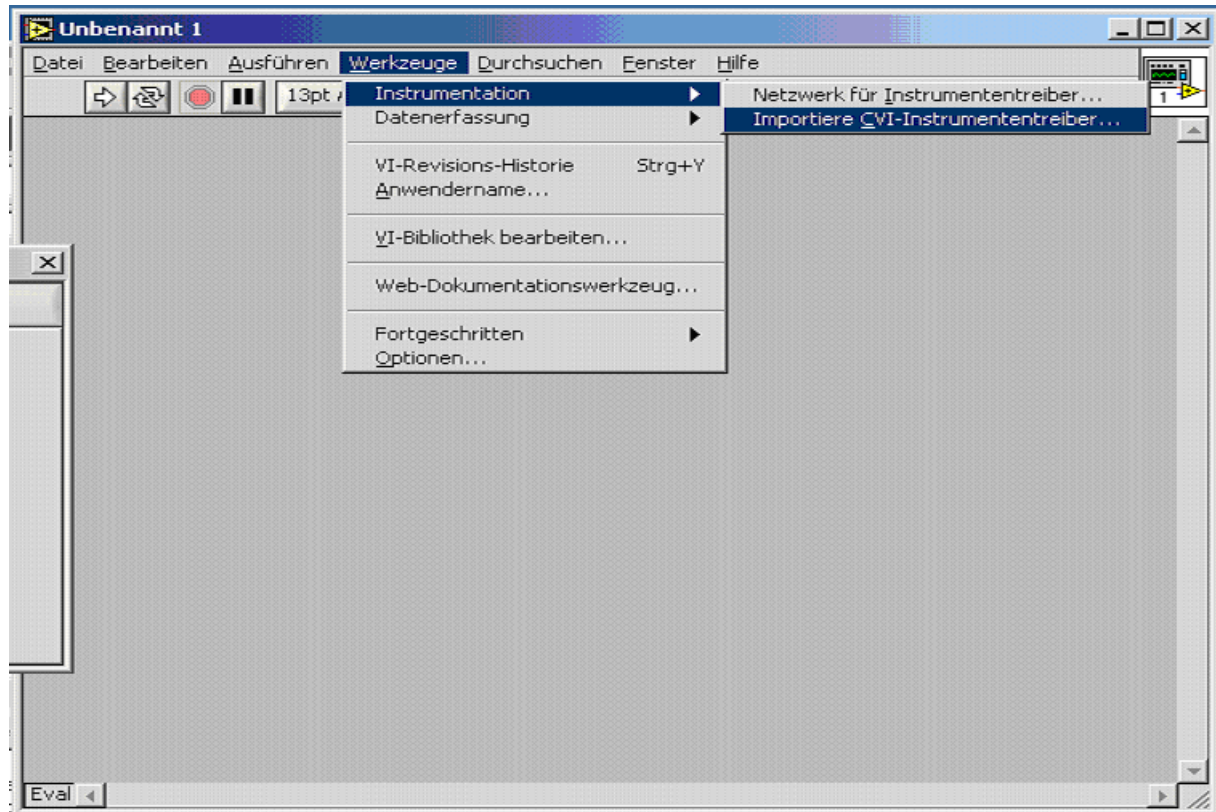 Unbenannt 1
Datei Bearbeiten Ausführen Werkzeuge Durchsuchen Fenster Hilfe
13pt
Instrumentation
Datenerfassung
VI-Revisions-Historie Strg+Y
Anwendername...
VI-Bibliothek bearbeiten...
Web-Dokumentationswerkzeug...
Fortgeschritten
Optionen...
Netzwerk für Instrumententreiber...
Importiere CVI-Instrumententreiber...
1
Eval